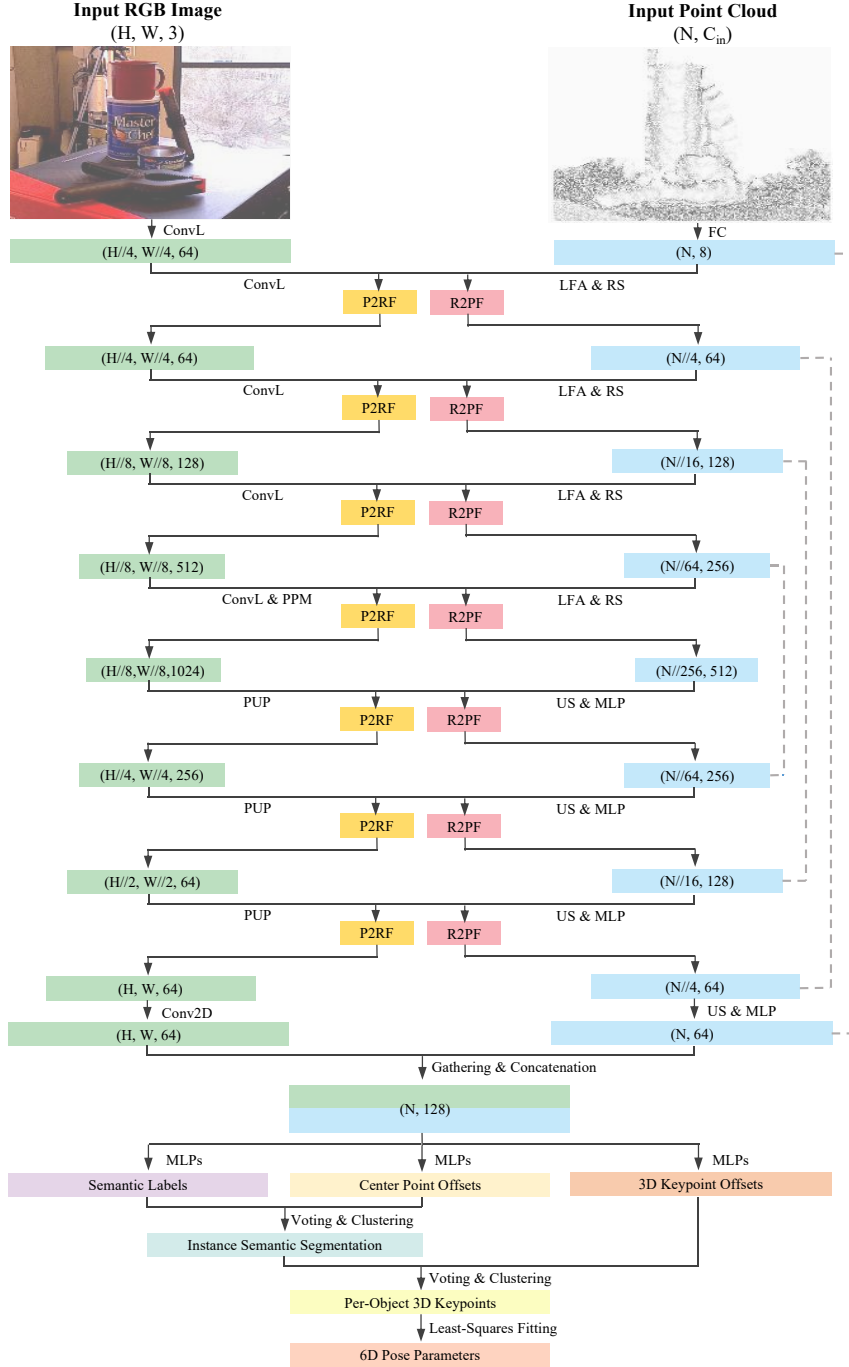 Input RGB Image
(H, W, 3)
Input Point Cloud
(N, C_in)
Master
Chef
ConvL
FC
(H//4, W//4, 64)
(N, 8)
ConvL
LFA & RS
P2RF
R2PF
(H//4, W//4, 64)
(N//4, 64)
ConvL
LFA & RS
P2RF
R2PF
(H//8, W//8, 128)
(N//16, 128)
ConvL
LFA & RS
P2RF
R2PF
(H//8, W//8, 512)
(N//64, 256)
ConvL & PPM
LFA & RS
P2RF
R2PF
(H//8,W//8,1024)
(N//256, 512)
PUP
US & MLP
P2RF
R2PF
(H//4, W//4, 256)
(N//64, 256)
PUP
US & MLP
P2RF
R2PF
(H//2, W//2, 64)
(N//16, 128)
PUP
US & MLP
P2RF
R2PF
(H, W, 64)
(N//4, 64)
Conv2D
US & MLP
(H, W, 64)
(N, 64)
Gathering & Concatenation
(N, 128)
MLPs
MLPs
MLPs
Semantic Labels
Center Point Offsets
3D Keypoint Offsets
Voting & Clustering
Instance Semantic Segmentation
Voting & Clustering
Per-Object 3D Keypoints
Least-Squares Fitting
6D Pose Parameters